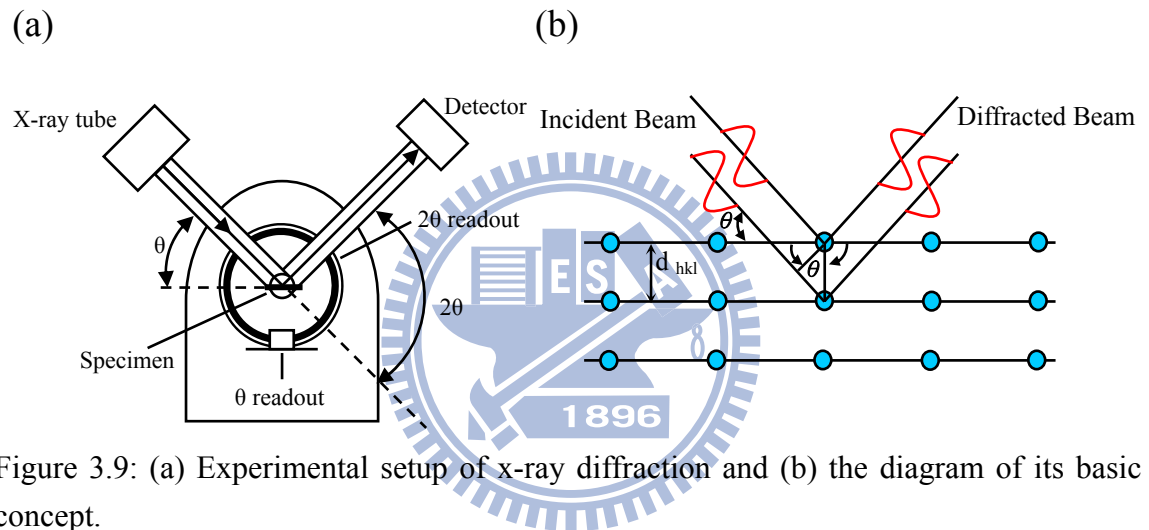 (a)
(b)
X-ray tube
Detector
Incident Beam
Diffracted Beam
2θ readout
θ
θ
θ
d hkl
2θ
E S A
Specimen
θ readout
1896
Figure 3.9: (a) Experimental setup of x-ray diffraction and (b) the diagram of its basic
concept.